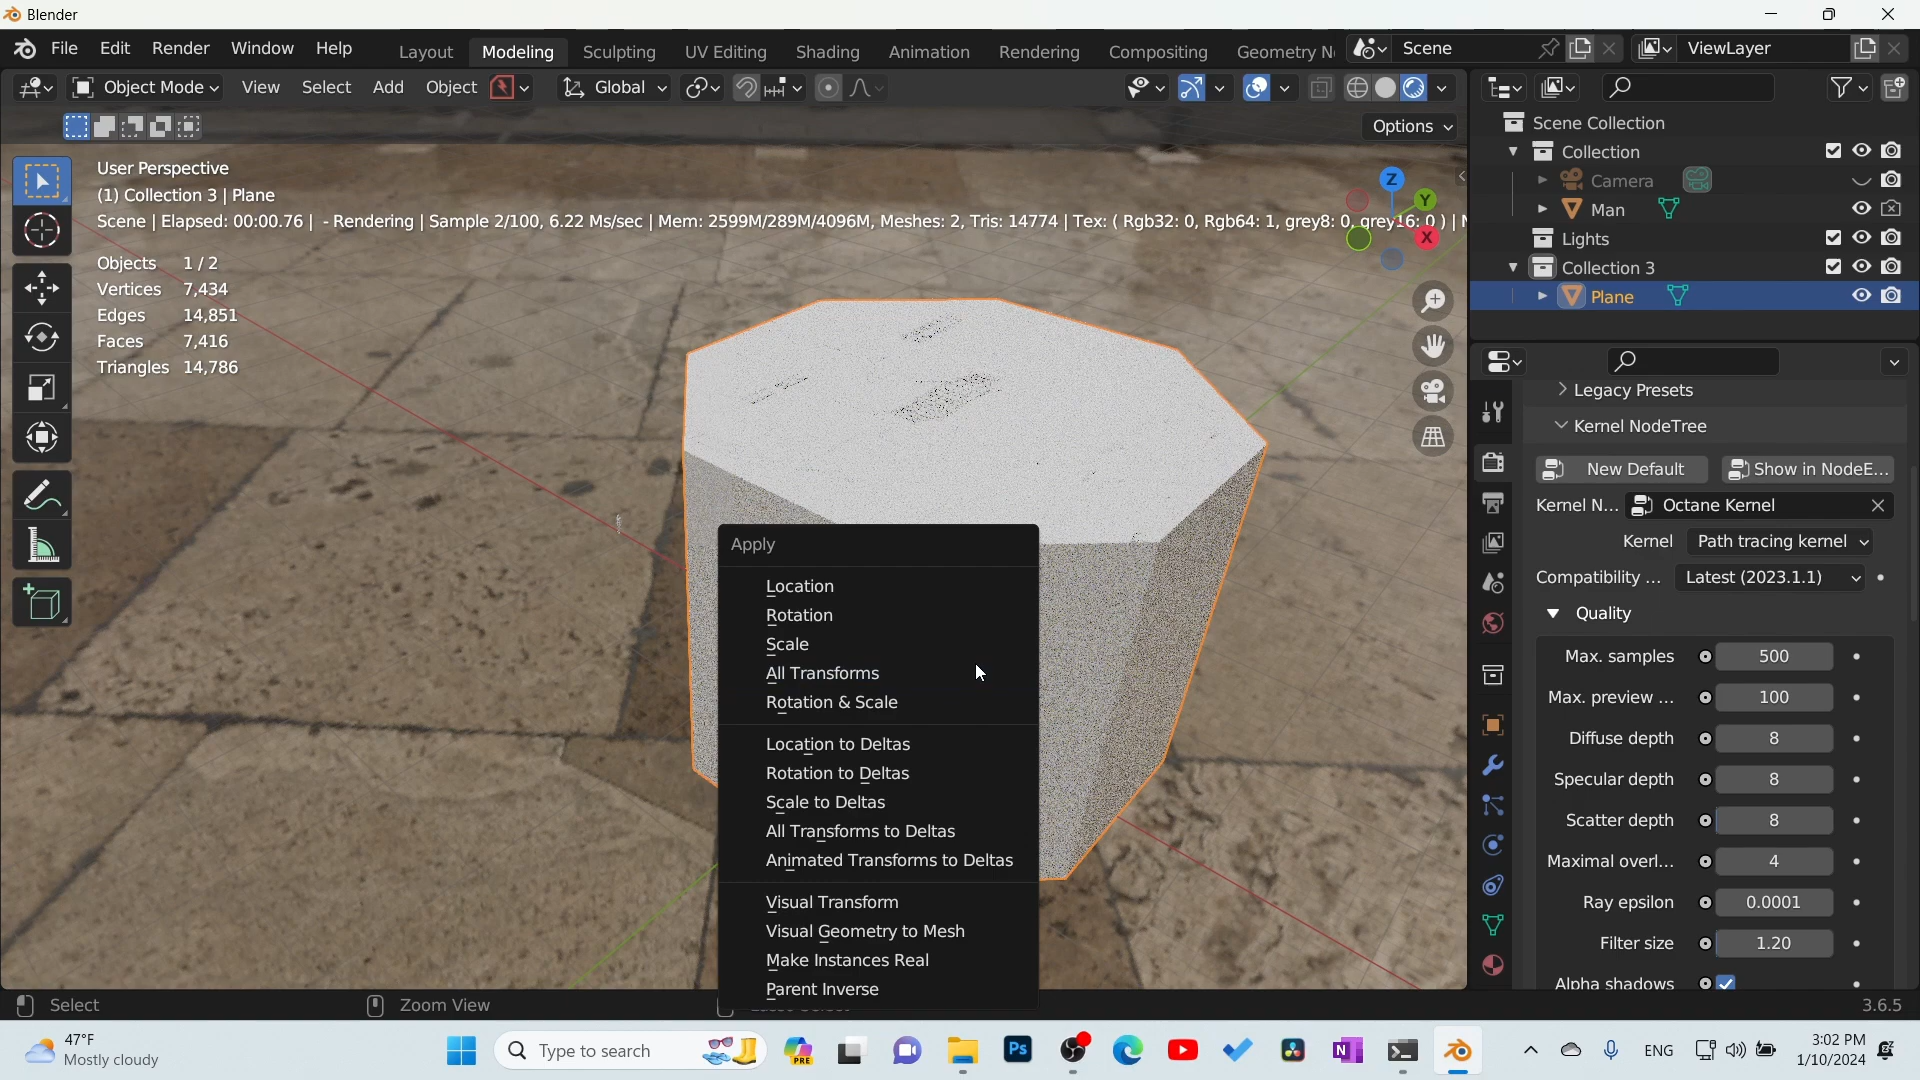 Blender
File Edit Render Window Help
Layout Modeling Sculpting UV Editing Shading Animation Rendering Compositing Geometry N
Scene
ViewLayer
Object Mode View Select Add Object
Global
Options
User Perspective
(1) Collection 3 | Plane
Scene | Elapsed: 00:00.76 | - Rendering | Sample 2/100, 6.22 Ms/sec | Mem: 2599M/289M/4096M, Meshes: 2, Tris: 14774 | Tex: ( Rgb32: 0, Rgb64: 1, grey8: 0, grey16: 0 ) |
Objects 1 / 2
Vertices 7,434
Edges 14,851
Faces 7,416
Triangles 14,786
Z
Y
X
Apply
Location
Rotation
Scale
All Transforms
Rotation & Scale
Location to Deltas
Rotation to Deltas
Scale to Deltas
All Transforms to Deltas
Animated Transforms to Deltas
Visual Transform
Visual Geometry to Mesh
Make Instances Real
Parent Inverse
Scene Collection
Collection
Camera
Man
Lights
Collection 3
Plane
Legacy Presets
Kernel NodeTree
New Default Show in NodeE...
Kernel N... Octane Kernel
Kernel Path tracing kernel
Compatibility ... Latest (2023.1.1)
Quality
Max. samples 500
Max. preview ... 100
Diffuse depth 8
Specular depth 8
Scatter depth 8
Maximal overl... 4
Ray epsilon 0.0001
Filter size 1.20
Alpha shadows
Select
Zoom View
3.6.5
47°F
Mostly cloudy
Type to search
PRE
Ps
N
ENG
3:02 PM
1/10/2024